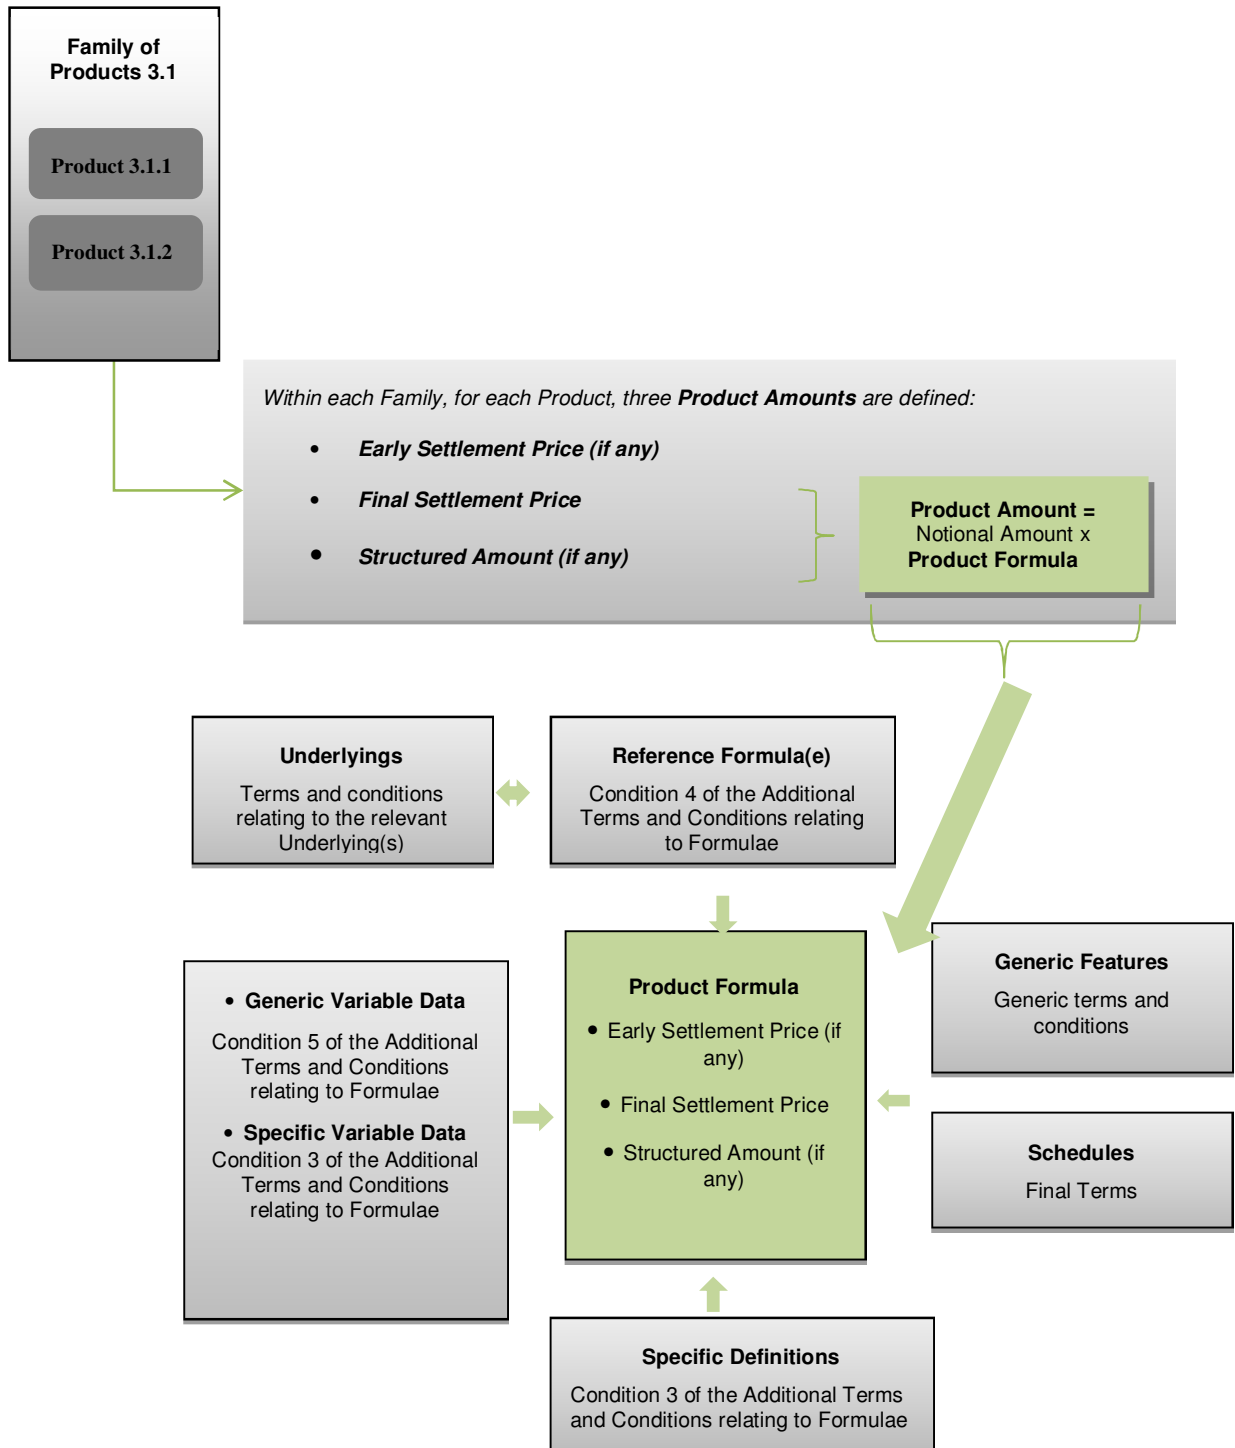 Family of
Products 3.1
Product 3.1.1
Product 3.1.2
Within each Family, for each Product, three Product Amounts are defined:
• Early Settlement Price (if any)
• Final Settlement Price
• Structured Amount (if any)
Product Amount =
Notional Amount x
Product Formula
Underlyings
Terms and conditions
relating to the relevant
Underlying(s)
Reference Formula(e)
Condition 4 of the Additional
Terms and Conditions relating
to Formulae
• Generic Variable Data
Condition 5 of the Additional
Terms and Conditions
relating to Formulae
• Specific Variable Data
Condition 3 of the Additional
Terms and Conditions
relating to Formulae
Product Formula
• Early Settlement Price (if
any)
• Final Settlement Price
• Structured Amount (if
any)
Generic Features
Generic terms and
conditions
Schedules
Final Terms
Specific Definitions
Condition 3 of the Additional Terms
and Conditions relating to Formulae